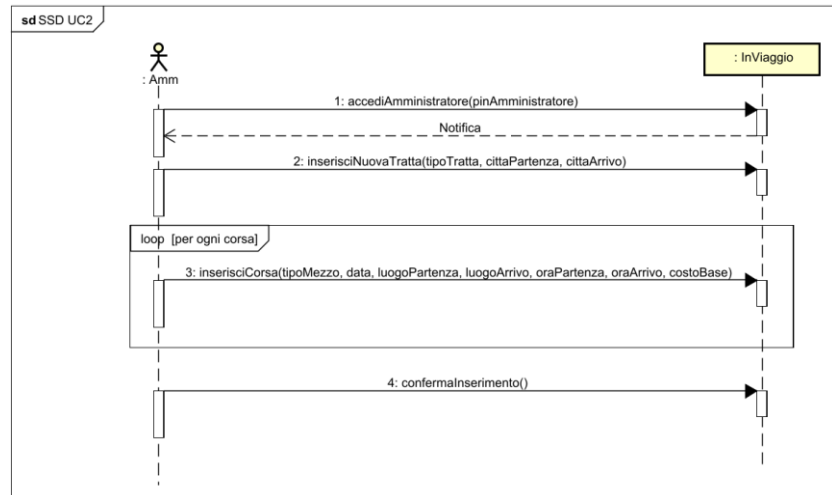 sd SSD UC2
: Amm
: InViaggio
1: accediAmministratore(pinAmministratore)
Notifica
2: inserisciNuovaTratta(tipoTratta, cittaPartenza, cittaArrivo)
loop [per ogni corsa]
3: inserisciCorsa(tipoMezzo, data, luogoPartenza, luogoArrivo, oraPartenza, oraArrivo, costoBase)
4: confermaInserimento()